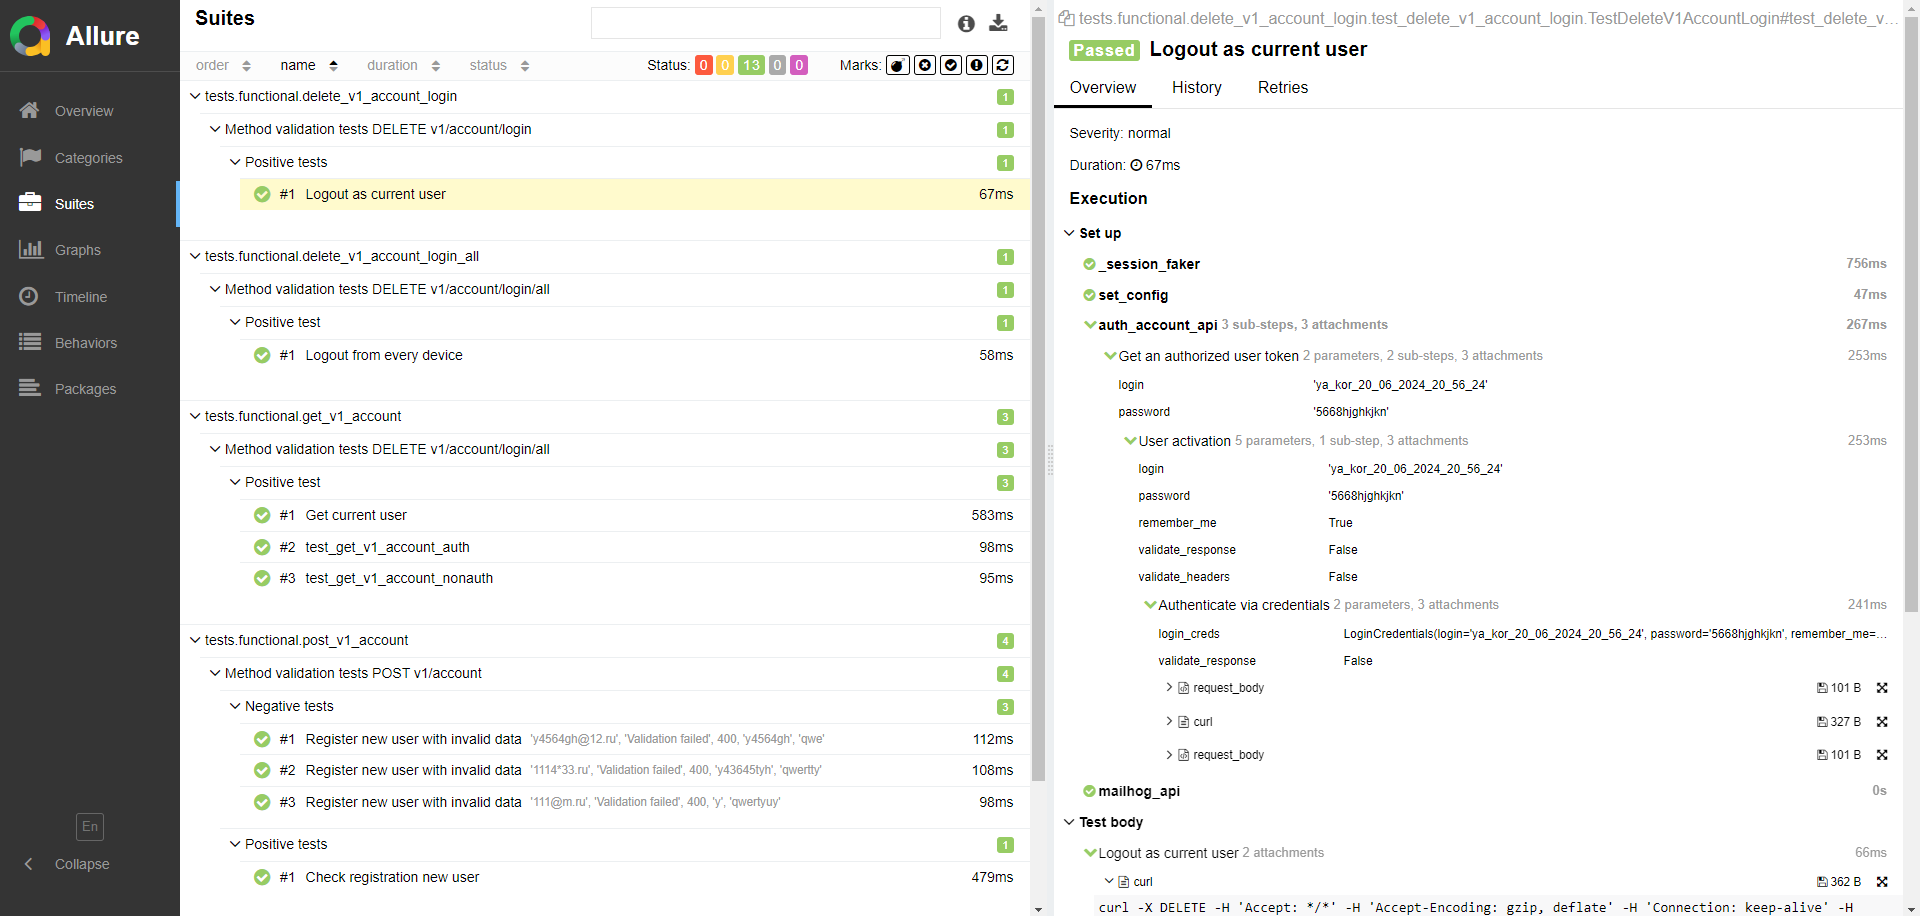 Allure
Overview
Categories
Suites
Graphs
Timeline
Behaviors
Packages
En
Collapse
Suites
order name duration status Status: 0 0 13 0 0 Marks:
tests.functional.delete_v1_account_login 1
Method validation tests DELETE v1/account/login 1
Positive tests 1
#1 Logout as current user 67ms
tests.functional.delete_v1_account_login_all 1
Method validation tests DELETE v1/account/login/all 1
Positive test 1
#1 Logout from every device 58ms
tests.functional.get_v1_account 3
Method validation tests DELETE v1/account/login/all 3
Positive test 3
#1 Get current user 583ms
#2 test_get_v1_account_auth 98ms
#3 test_get_v1_account_nonauth 95ms
tests.functional.post_v1_account 4
Method validation tests POST v1/account 4
Negative tests 3
#1 Register new user with invalid data 'y4564gh@12.ru', 'Validation failed', 400, 'y4564gh', 'qwe' 112ms
#2 Register new user with invalid data '1114*33.ru', 'Validation failed', 400, 'y43645tyh', 'qwertty' 108ms
#3 Register new user with invalid data '111@m.ru', 'Validation failed', 400, 'y', 'qwertyuy' 98ms
Positive tests 1
#1 Check registration new user 479ms
tests.functional.delete_v1_account_login.test_delete_v1_account_login.TestDeleteV1AccountLogin#test_delete_v...
Passed Logout as current user
Overview History Retries
Severity: normal
Duration: 67ms
Execution
Set up
_session_faker 756ms
set_config 47ms
auth_account_api 3 sub-steps, 3 attachments 267ms
Get an authorized user token 2 parameters, 2 sub-steps, 3 attachments 253ms
login 'ya_kor_20_06_2024_20_56_24'
password '5668hjghkjkn'
User activation 5 parameters, 1 sub-step, 3 attachments 253ms
login 'ya_kor_20_06_2024_20_56_24'
password '5668hjghkjkn'
remember_me True
validate_response False
validate_headers False
Authenticate via credentials 2 parameters, 3 attachments 241ms
login_creds LoginCredentials(login='ya_kor_20_06_2024_20_56_24', password='5668hjghkjkn', remember_me=...
validate_response False
request_body 101 B
curl 327 B
request_body 101 B
mailhog_api 0s
Test body
Logout as current user 2 attachments 66ms
curl 362 B
curl -X DELETE -H 'Accept: */*' -H 'Accept-Encoding: gzip, deflate' -H 'Connection: keep-alive' -H